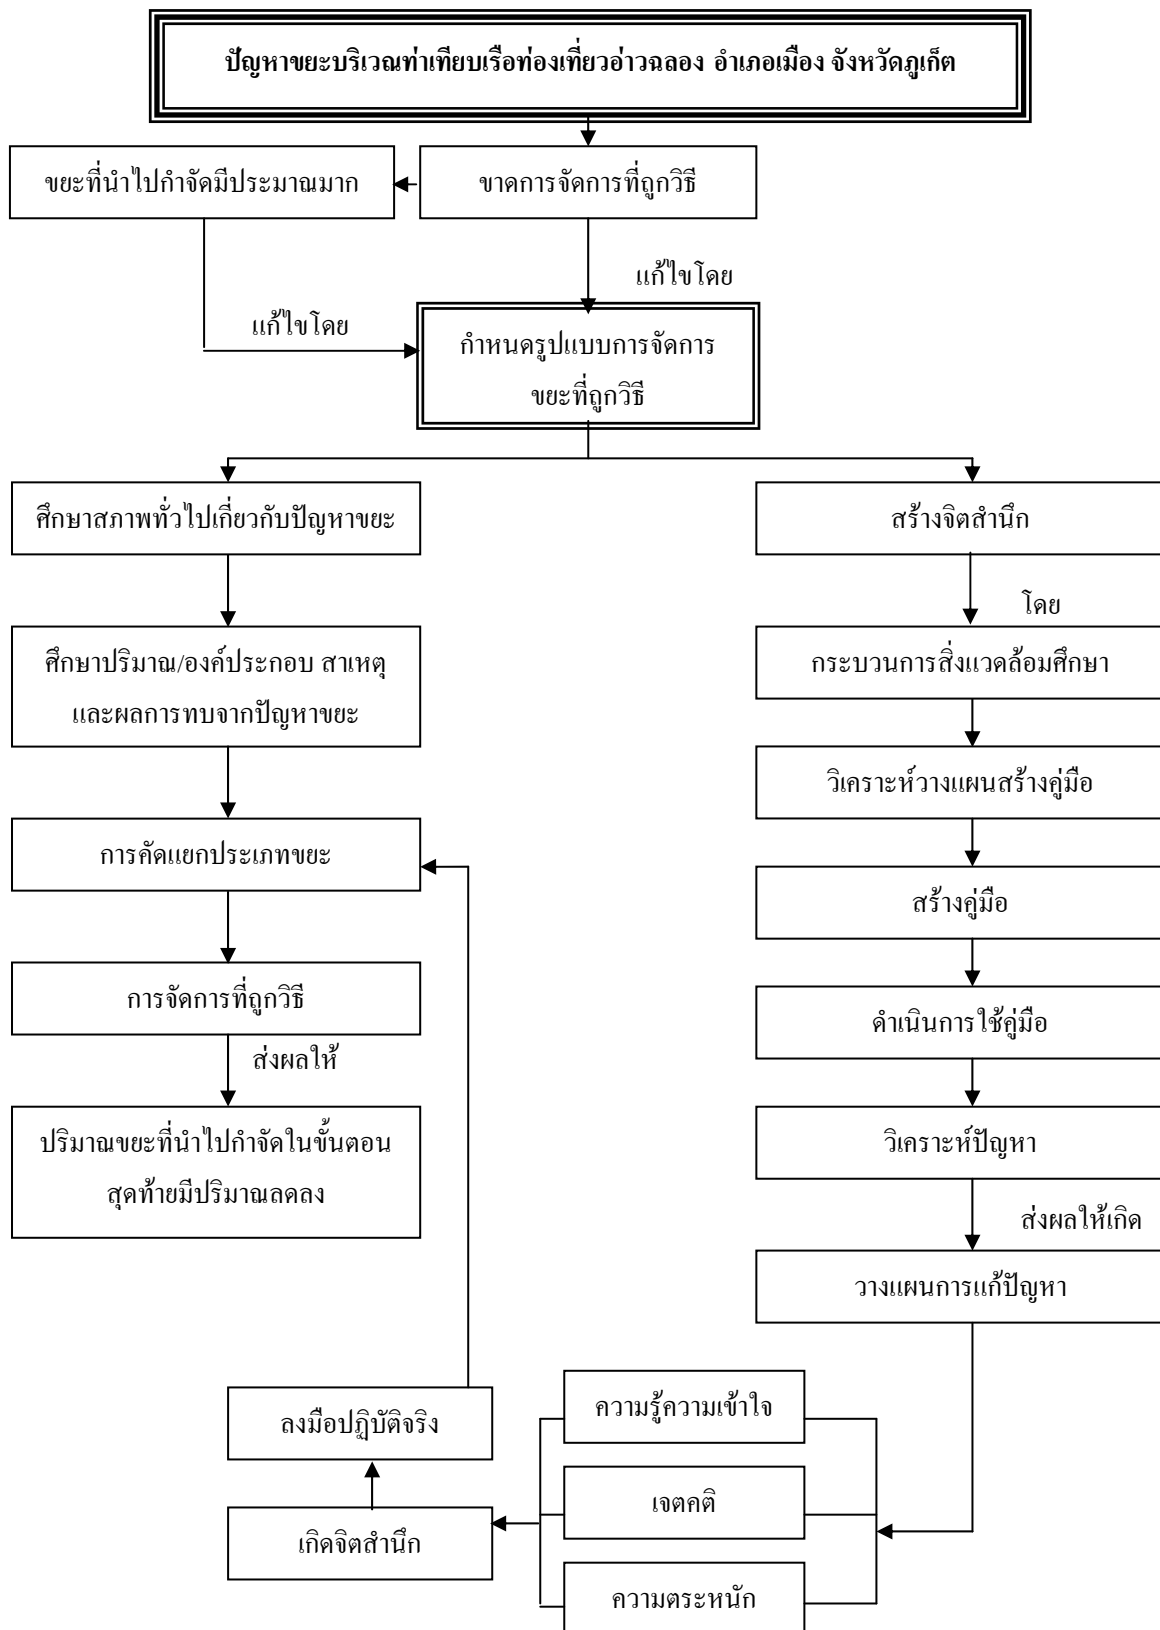 ปัญหาขยะบริเวณท่าเทียบเรือท่องเที่ยวอ่าวฉลอง อำเภอเมือง จังหวัดภูเก็ต
ขยะที่นำไปกำจัดมีประมาณมาก
ขาดการจัดการที่ถูกวิธี
แก้ไขโดย
แก้ไขโดย
กำหนดรูปแบบการจัดการ
ขยะที่ถูกวิธี
ศึกษาสภาพทั่วไปเกี่ยวกับปัญหาขยะ
ศึกษาปริมาณ/องค์ประกอบ สาเหตุ
และผลการทบจากปัญหาขยะ
การคัดแยกประเภทขยะ
การจัดการที่ถูกวิธี
ส่งผลให้
ปริมาณขยะที่นำไปกำจัดในขั้นตอน
สุดท้ายมีปริมาณลดลง
สร้างจิตสำนึก
โดย
กระบวนการสิ่งแวดล้อมศึกษา
วิเคราะห์วางแผนสร้างคู่มือ
สร้างคู่มือ
ดำเนินการใช้คู่มือ
วิเคราะห์ปัญหา
ส่งผลให้เกิด
วางแผนการแก้ปัญหา
ความรู้ความเข้าใจ
เจตคติ
ความตระหนัก
เกิดจิตสำนึก
ลงมือปฏิบัติจริง